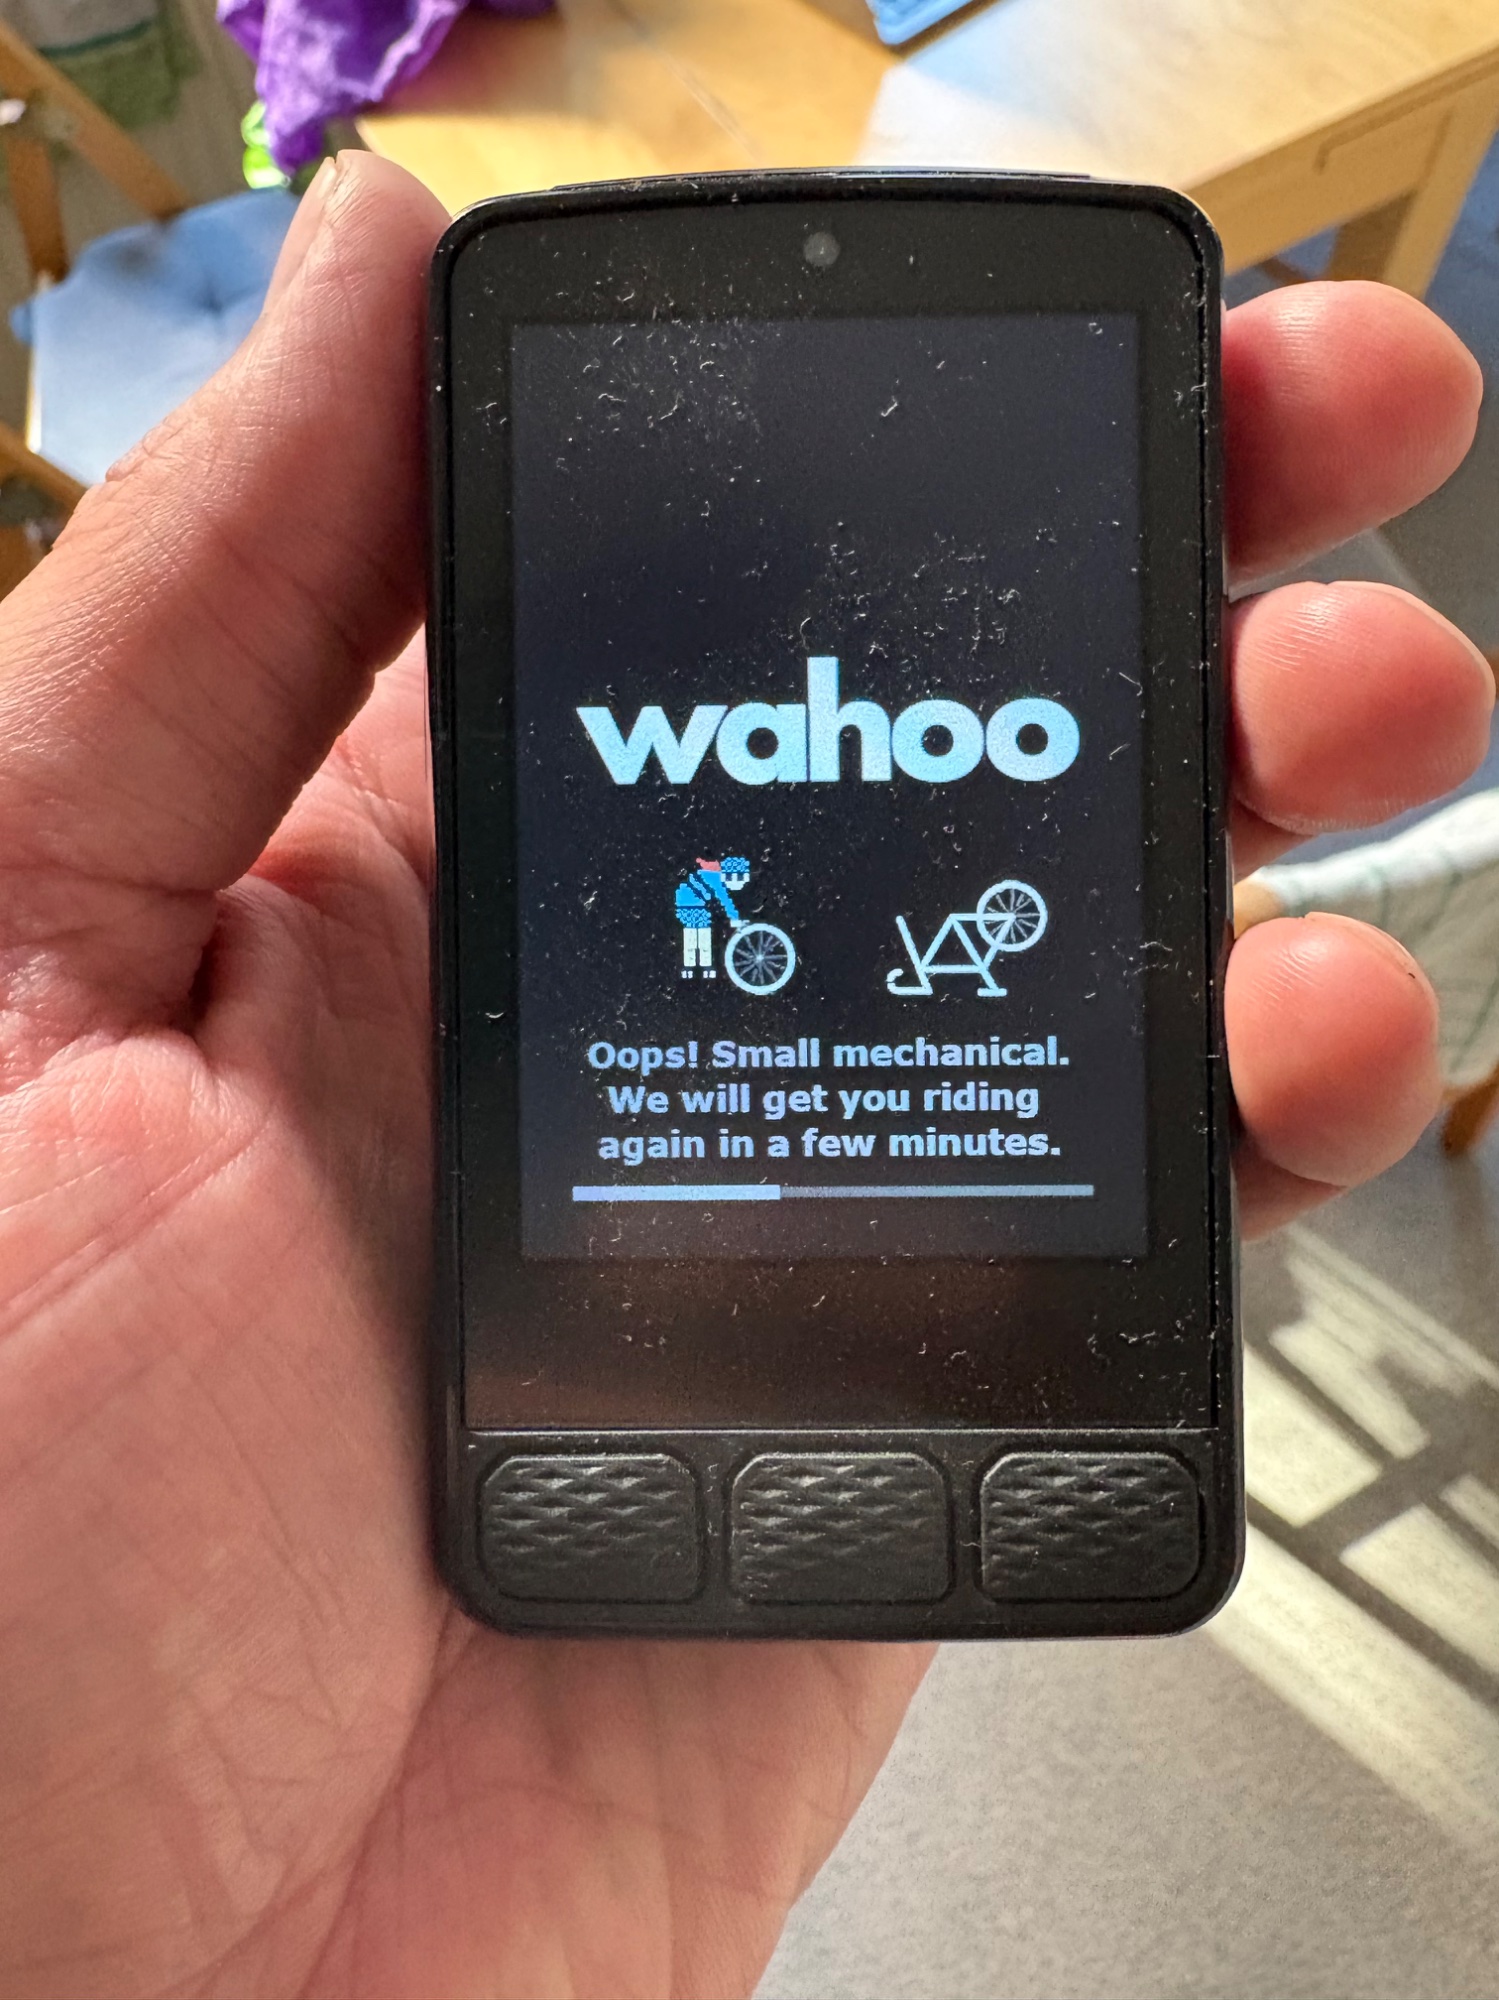 wahoo
Oops! Small mechanical.
We will get you riding
again in a few minutes.